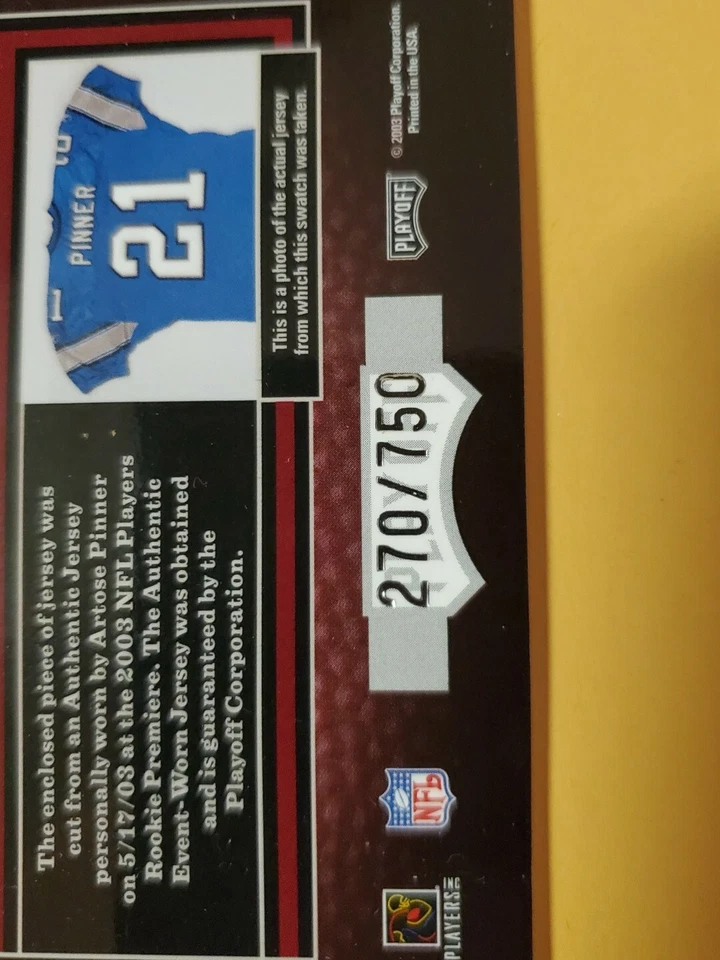 The enclosed piece of jersey was
cut from an Authentic Jersey
personally worn by Artose Pinner
on 5/17/03 at the 2003 NFL Players
Rookie Premiere. The Authentic
Event-Worn Jersey was obtained
and is guaranteed by the
Playoff Corporation.
PINNER
21
This is a photo of the actual jersey
from which this swatch was taken.
PLAYERS INC
NFL
270/750
PLAYOFF
© 2003 Playoff Corporation.
Printed in the USA.